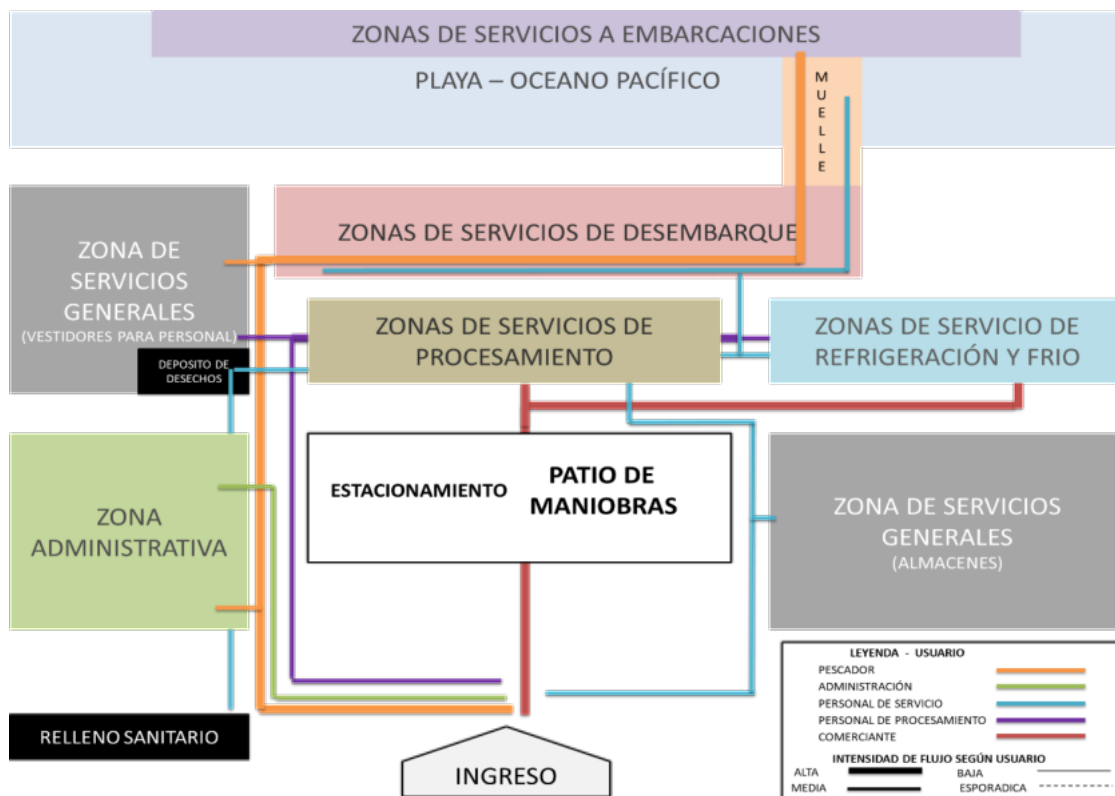 ZONAS DE SERVICIOS A EMBARCACIONES
PLAYA – OCEANO PACÍFICO
MUELLE
ZONAS DE SERVICIOS DE DESEMBARQUE
ZONA DE
SERVICIOS
GENERALES
(VESTIDORES PARA PERSONAL)
DEPOSITO DE
DESECHOS
ZONAS DE SERVICIOS DE
PROCESAMIENTO
ZONAS DE SERVICIO DE
REFRIGERACIÓN Y FRIO
ZONA
ADMINISTRATIVA
ESTACIONAMIENTO
PATIO DE
MANIOBRAS
ZONA DE SERVICIOS
GENERALES
(ALMACENES)
RELLENO SANITARIO
INGRESO
LEYENDA - USUARIO
PESCADOR
ADMINISTRACIÓN
PERSONAL DE SERVICIO
PERSONAL DE PROCESAMIENTO
COMERCIANTE
INTENSIDAD DE FLUJO SEGÚN USUARIO
ALTA BAJA
MEDIA ESPORADICA